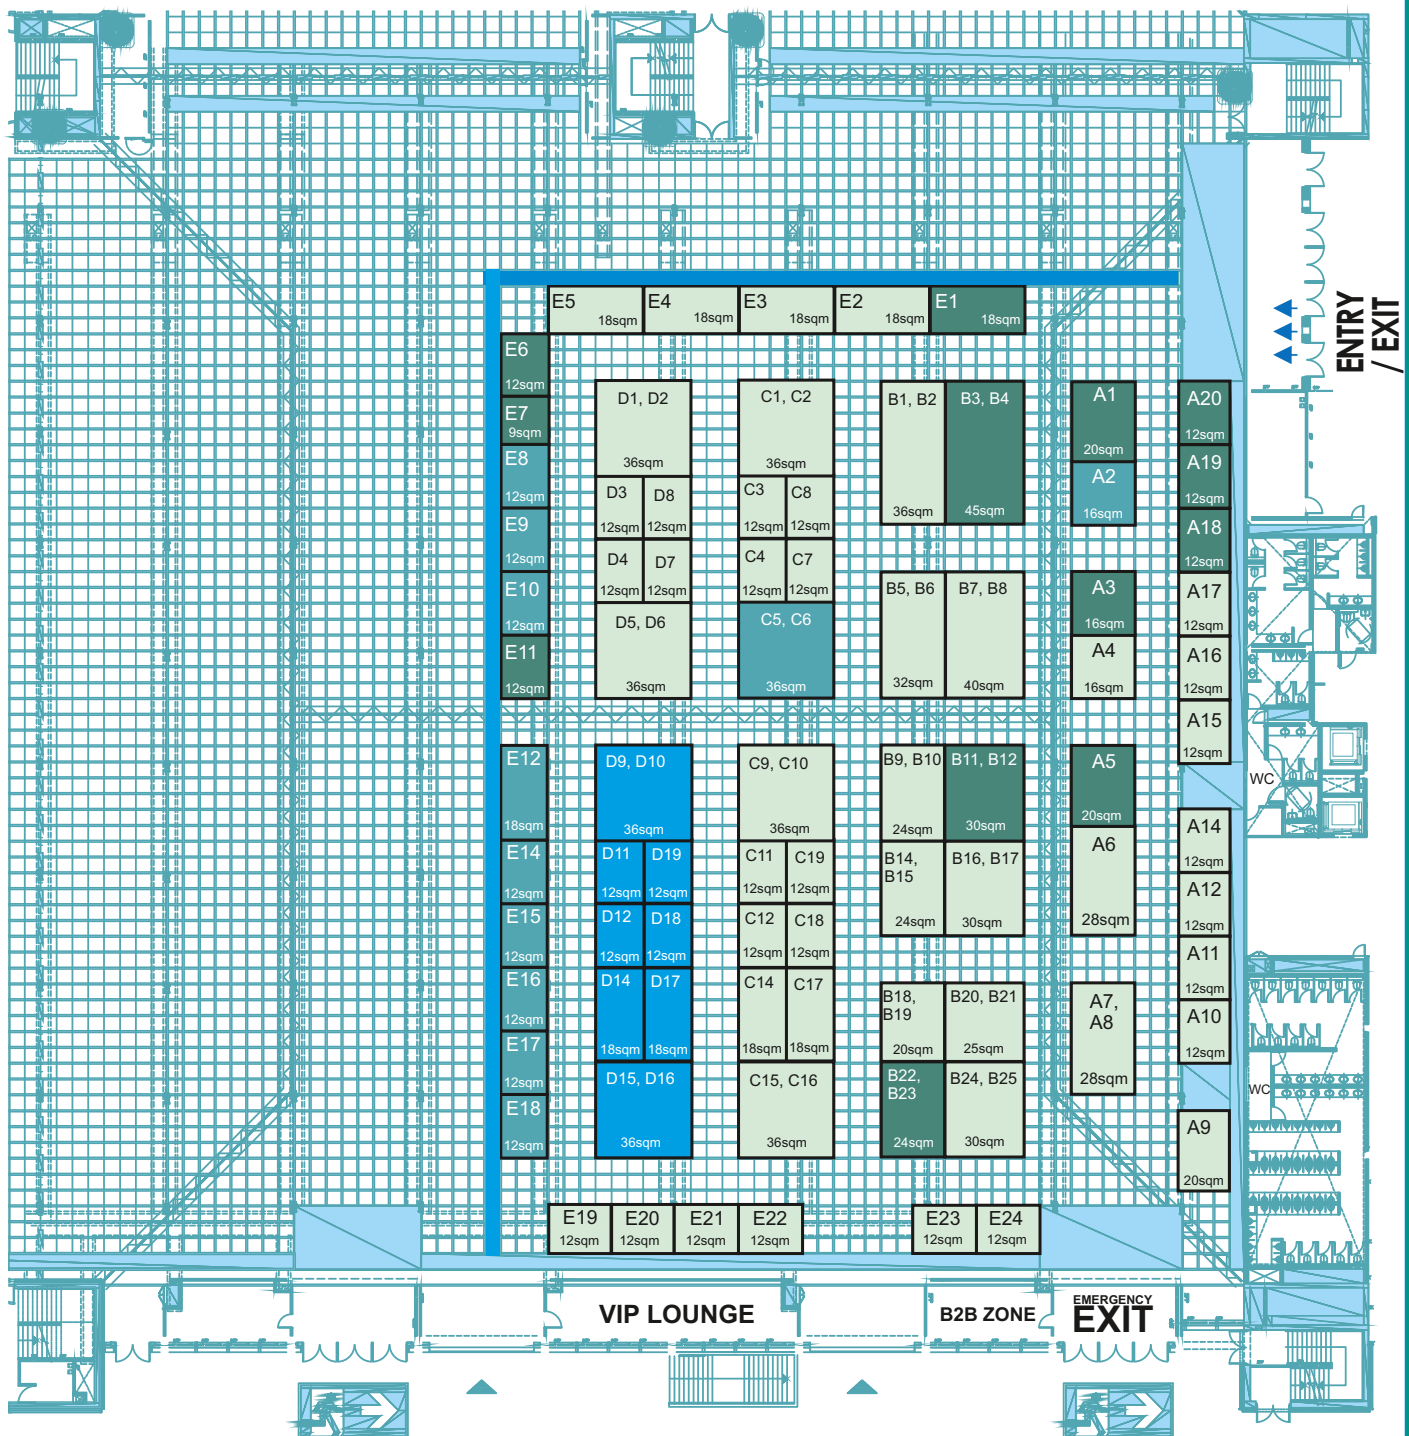 E5
18sqm
E4
18sqm
E3
18sqm
E2
18sqm
E1
18sqm
ENTRY
/ EXIT
E6
12sqm
E7
9sqm
E8
12sqm
E9
12sqm
E10
12sqm
E11
12sqm
D1, D2
36sqm
D3
12sqm
D8
12sqm
D4
12sqm
D7
12sqm
D5, D6
36sqm
C1, C2
36sqm
C3
12sqm
C8
12sqm
C4
12sqm
C7
12sqm
C5, C6
36sqm
B1, B2
36sqm
B3, B4
45sqm
B5, B6
32sqm
B7, B8
40sqm
A1
20sqm
A2
16sqm
A3
16sqm
A4
16sqm
A20
12sqm
A19
12sqm
A18
12sqm
A17
12sqm
A16
12sqm
A15
12sqm
WC
E12
18sqm
E14
12sqm
E15
12sqm
E16
12sqm
E17
12sqm
E18
12sqm
D9, D10
36sqm
D11
12sqm
D19
12sqm
D12
12sqm
D18
12sqm
D14
18sqm
D17
18sqm
D15, D16
36sqm
C9, C10
36sqm
C11
12sqm
C19
12sqm
C12
12sqm
C18
12sqm
C14
18sqm
C17
18sqm
C15, C16
36sqm
B9, B10
24sqm
B11, B12
30sqm
B14,
B15
24sqm
B16, B17
30sqm
B18,
B19
20sqm
B20, B21
25sqm
B22,
B23
24sqm
B24, B25
30sqm
A5
20sqm
A6
28sqm
A7,
A8
28sqm
A14
12sqm
A12
12sqm
A11
12sqm
A10
12sqm
WC
A9
20sqm
E19
12sqm
E20
12sqm
E21
12sqm
E22
12sqm
E23
12sqm
E24
12sqm
VIP LOUNGE
B2B ZONE
EMERGENCY
EXIT